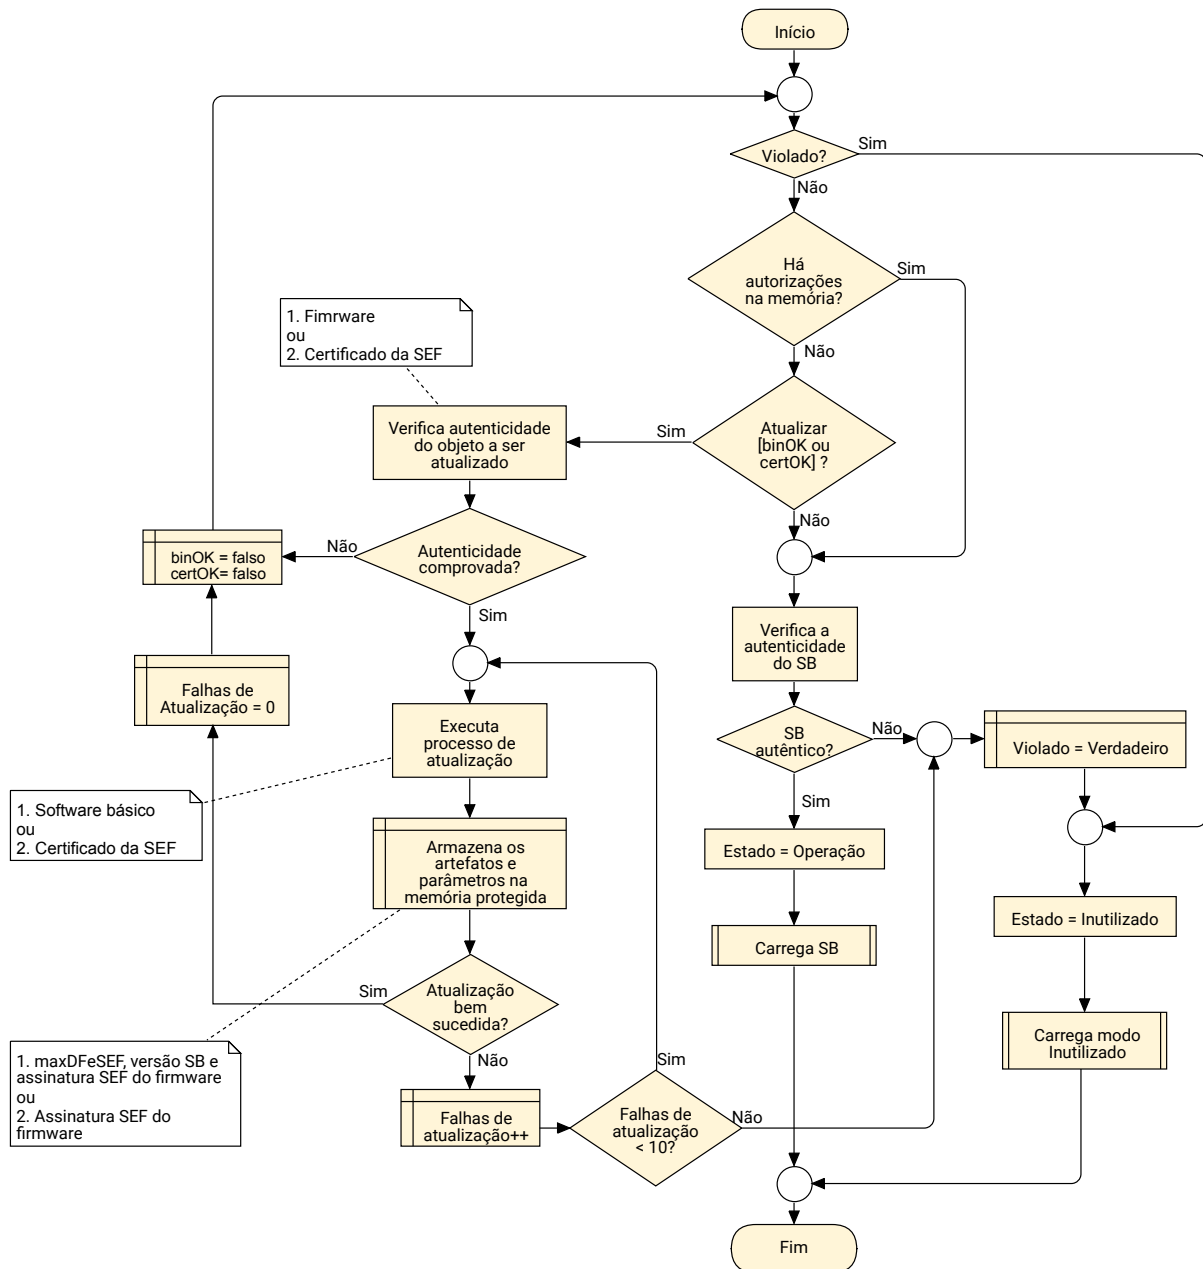 Início
Violado?
Sim
Não
Há
autorizações
na memória?
Sim
Não
1. Fimrware
ou
2. Certificado da SEF
Verifica autenticidade
do objeto a ser
atualizado
Sim
Atualizar
[binOK ou
certOK] ?
Não
binOK = falso
certOK= falso
Não
Autenticidade
comprovada?
Sim
Verifica a
autenticidade
do SB
Falhas de
Atualização = 0
Executa
processo de
atualização
SB
autêntico?
Não
Sim
Violado = Verdadeiro
1. Software básico
ou
2. Certificado da SEF
Armazena os
artefatos e
parâmetros na
memória protegida
Estado = Operação
Estado = Inutilizado
Carrega SB
Sim
Atualização
bem
sucedida?
Não
Carrega modo
Inutilizado
1. maxDFeSEF, versão SB e
assinatura SEF do firmware
ou
2. Assinatura SEF do
firmware
Falhas de
atualização++
Sim
Falhas de
atualização
< 10?
Não
Fim